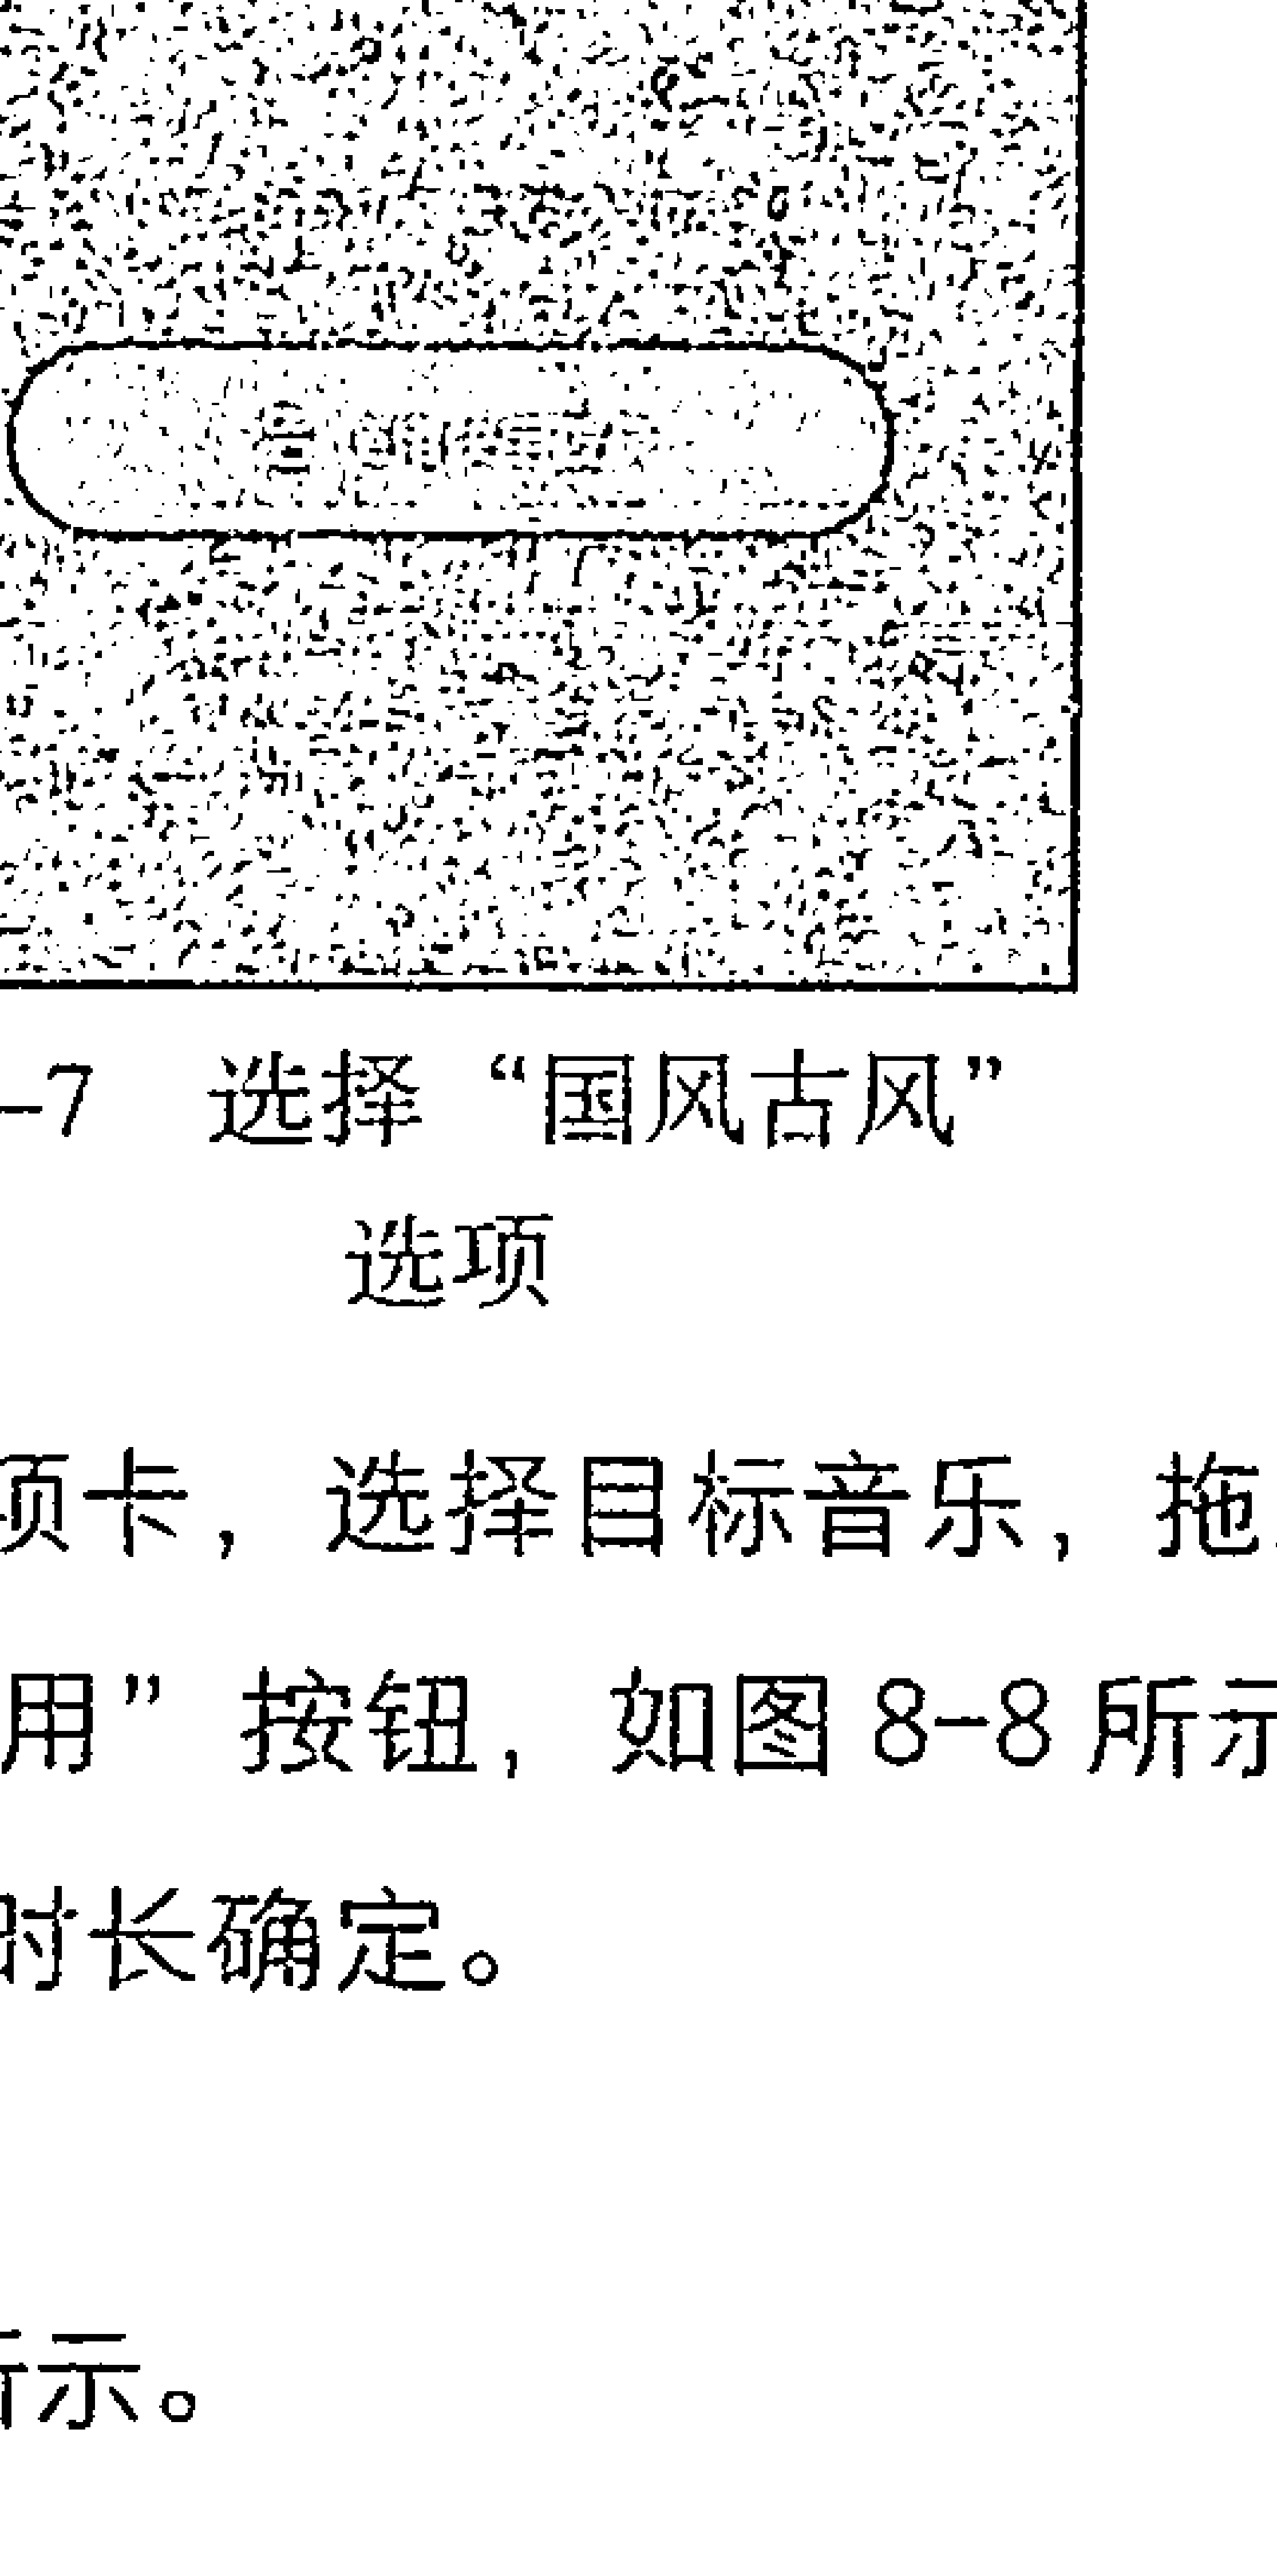 -7 选择“国风古风”
选项
项卡，选择目标音乐，拖
用”按钮，如图 8-8 所示
时长确定。
所示。